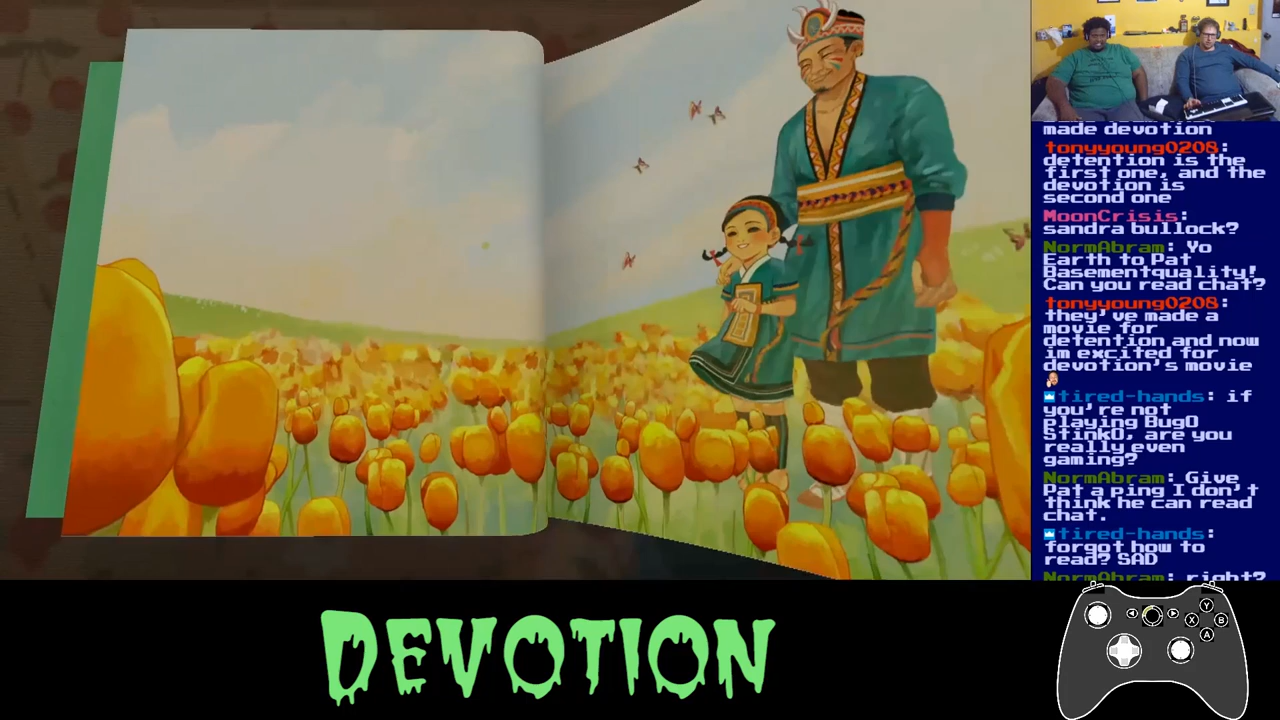 made devotion
tonyyoung0208:
detention is the
first one, and the
devotion is
second one
MoonCrisis:
sandra bullock?
NormAbram: Yo
Earth to Pat
Basementquality!
Can you read chat?
tonyyoung0208:
they've made a
movie for
detention and now
im excited for
devotion's movie
tired-hands: if
you're not
playing BugO
StinkO, are you
really even
gaming?
NormAbram: Give
Pat a ping I don't
think he can read
chat.
tired-hands:
forgot how to
read? SAD
NormAbram: right?
DEVOTION
Y
X B
A